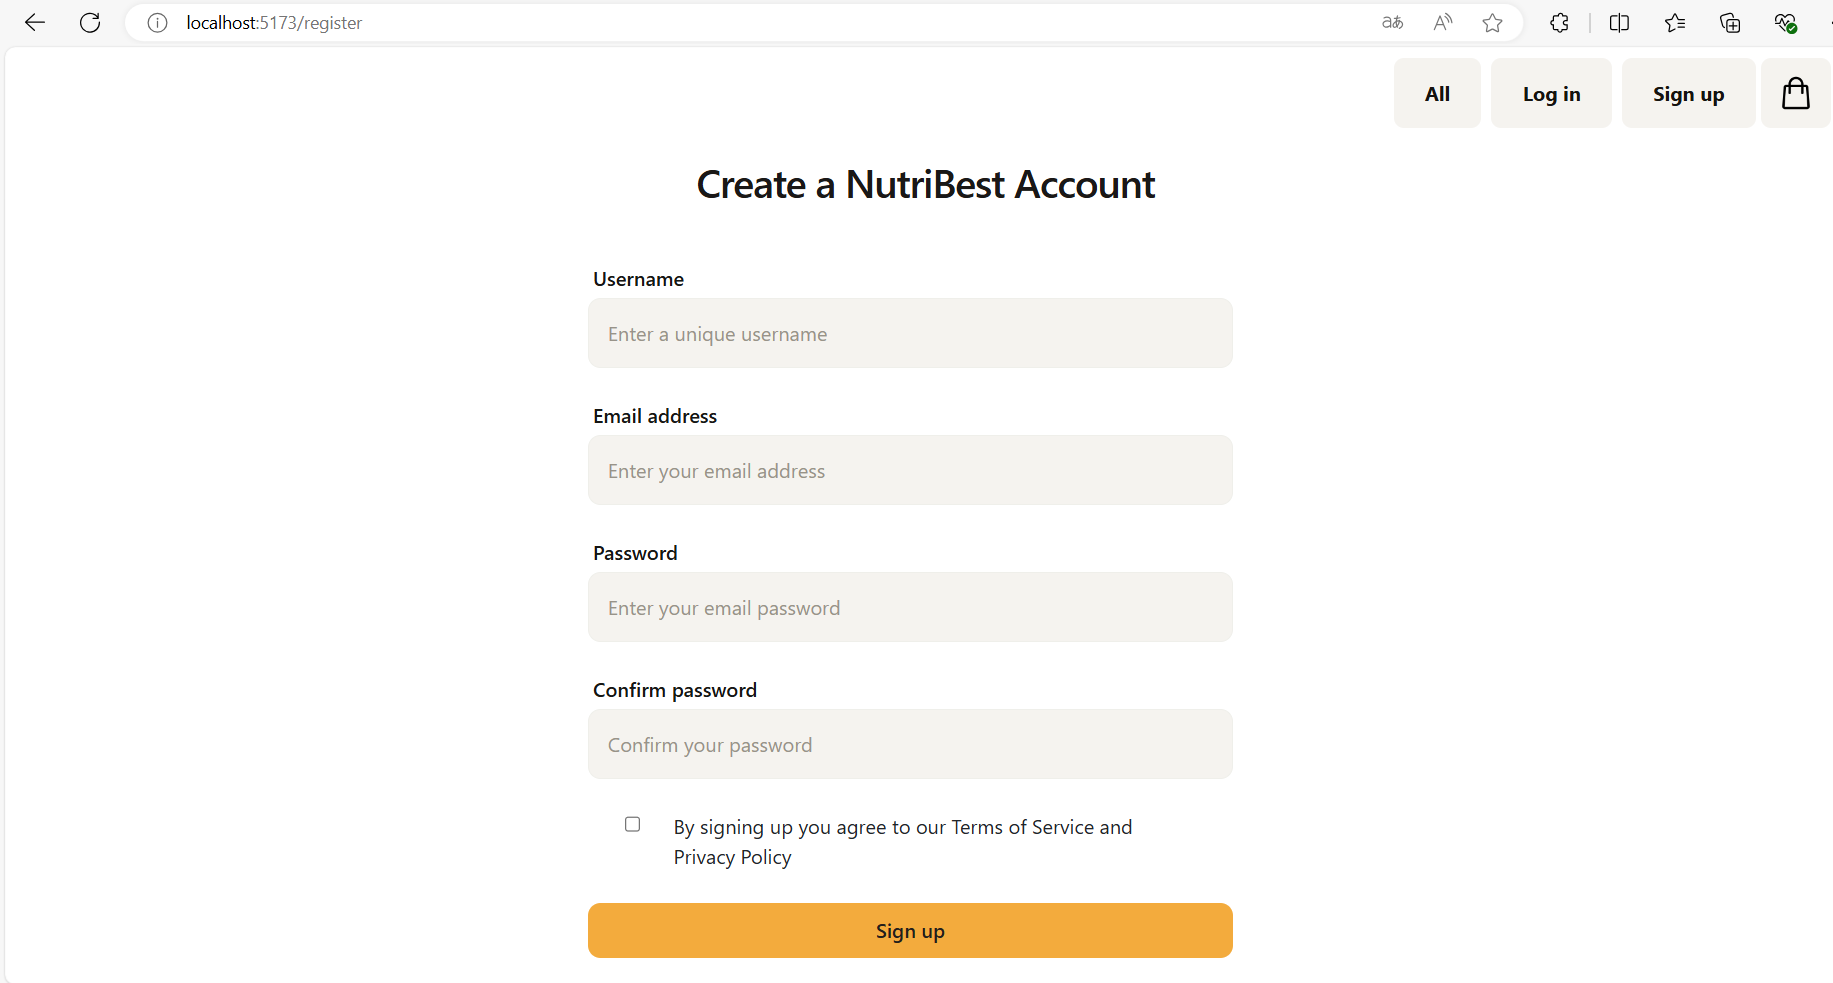 localhost:5173/register
All
Log in
Sign up
Create a NutriBest Account
Username
Enter a unique username
Email address
Enter your email address
Password
Enter your email password
Confirm password
Confirm your password
By signing up you agree to our Terms of Service and
Privacy Policy
Sign up